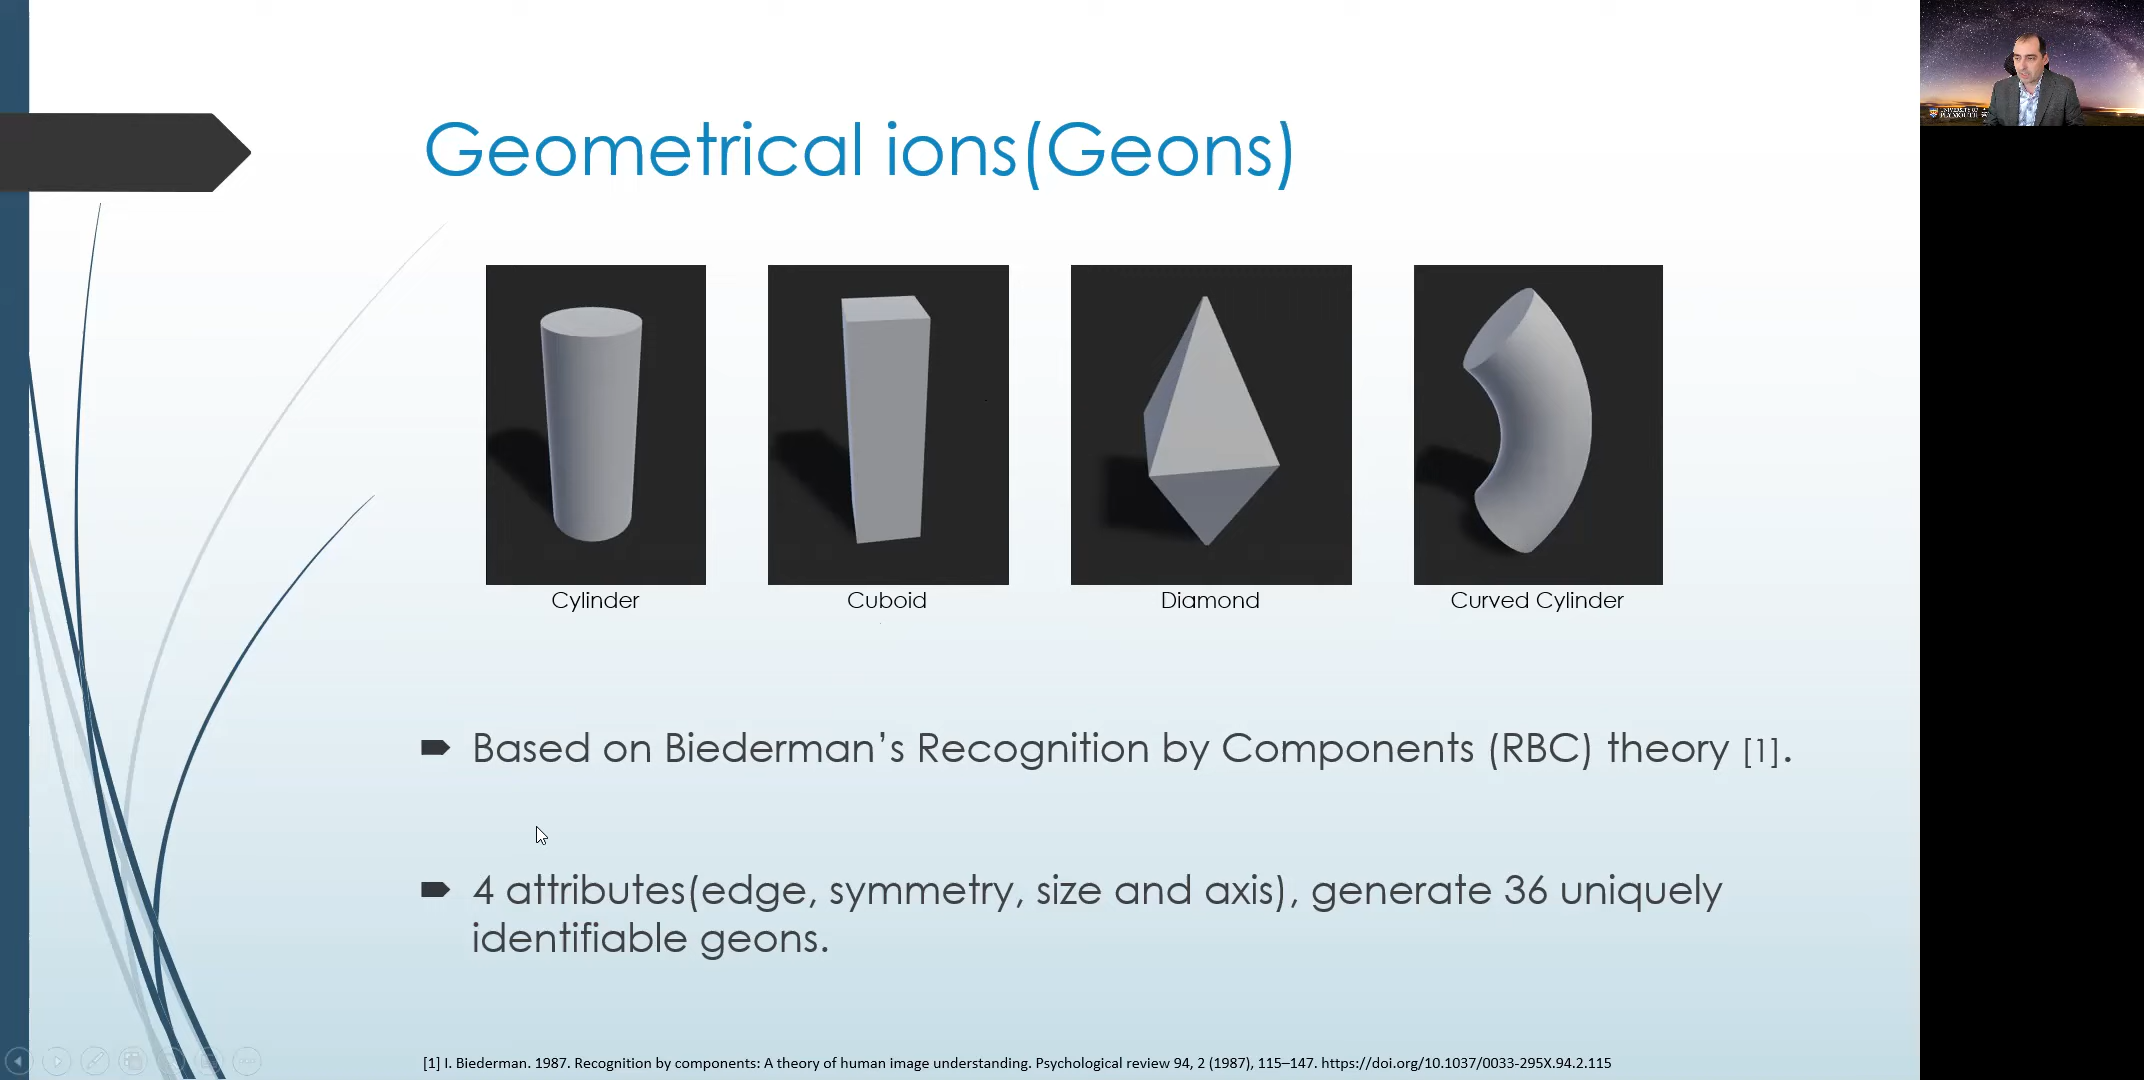 Geometrical ions(Geons)
Cylinder
Cuboid
Diamond
Curved Cylinder
Based on Biederman’s Recognition by Components (RBC) theory [1].
4 attributes(edge, symmetry, size and axis), generate 36 uniquely
identifiable geons.
[1] I. Biederman. 1987. Recognition by components: A theory of human image understanding. Psychological review 94, 2 (1987), 115–147. https://doi.org/10.1037/0033-295X.94.2.115
UNIVERSITY OF
PLYMOUTH